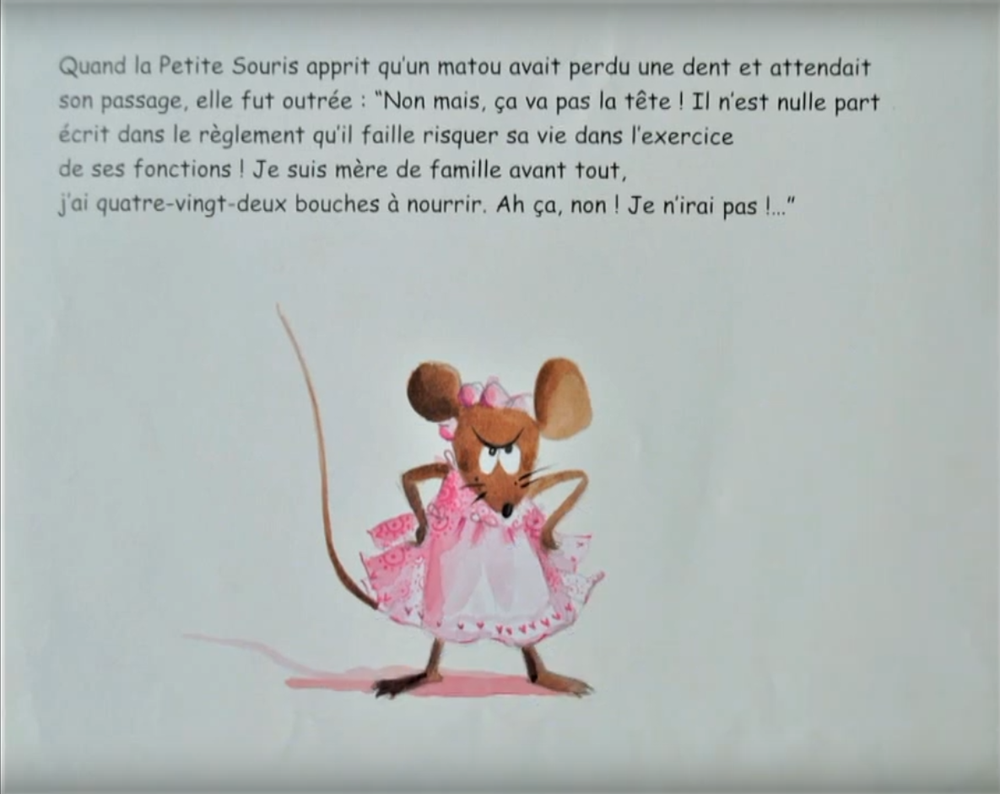 Quand la Petite Souris apprit qu'un matou avait perdu une dent et attendait
son passage, elle fut outrée : "Non mais, ça va pas la tête ! Il n'est nulle part
écrit dans le règlement qu'il faille risquer sa vie dans l'exercice
de ses fonctions ! Je suis mère de famille avant tout,
j'ai quatre-vingt-deux bouches à nourrir. Ah ça, non ! Je n'irai pas !..."